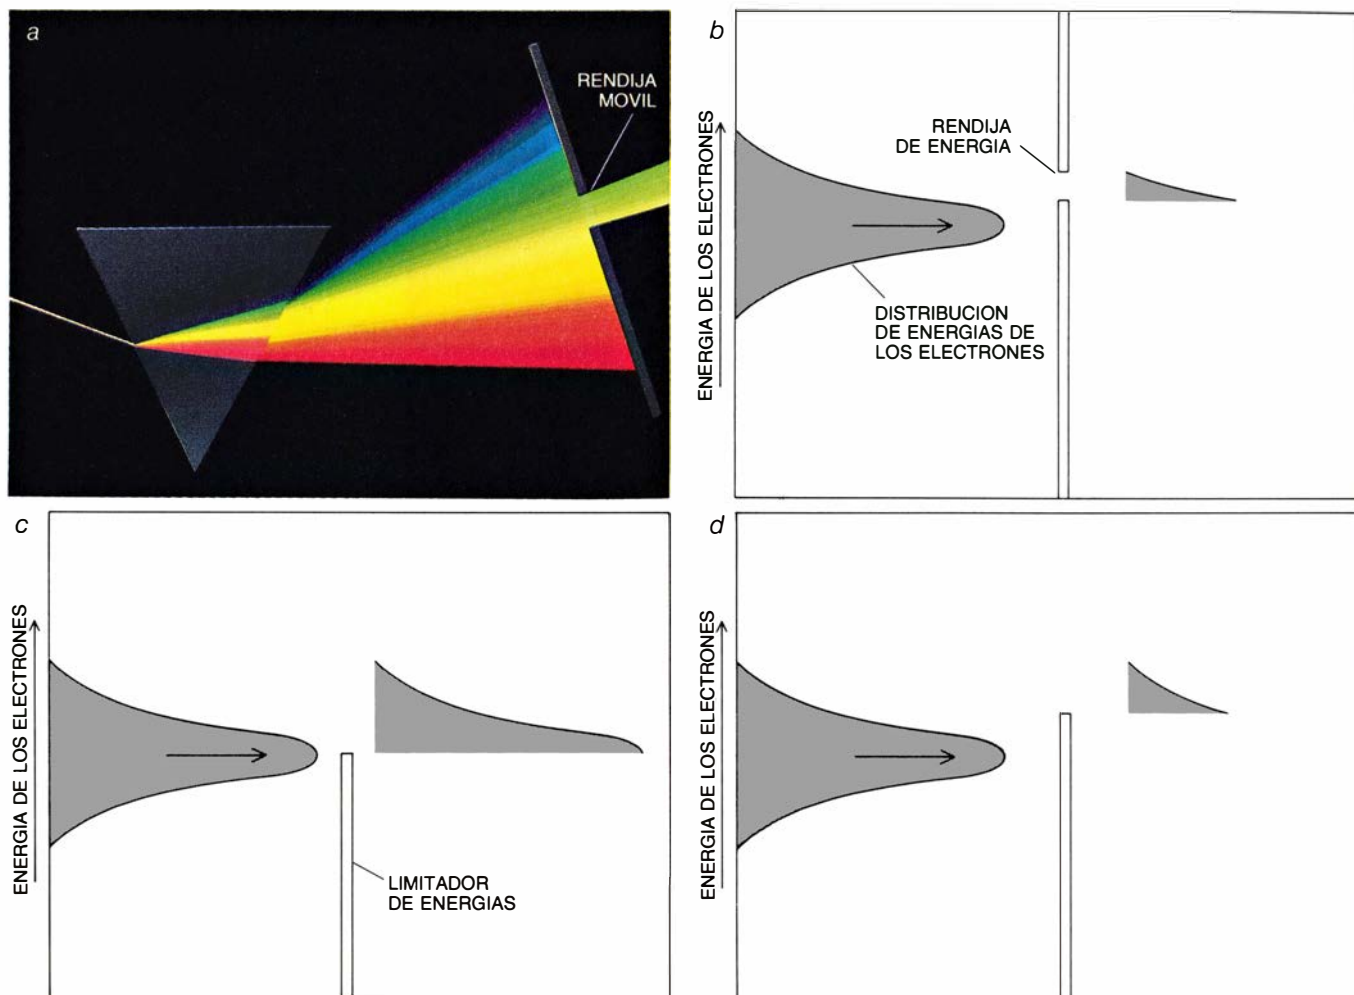 a
RENDIJA
MOVIL
b
ENERGIA DE LOS ELECTRONES
RENDIJA
DE ENERGIA
DISTRIBUCION
DE ENERGIAS DE
LOS ELECTRONES
c
ENERGIA DE LOS ELECTRONES
LIMITADOR
DE ENERGIAS
d
ENERGIA DE LOS ELECTRONES